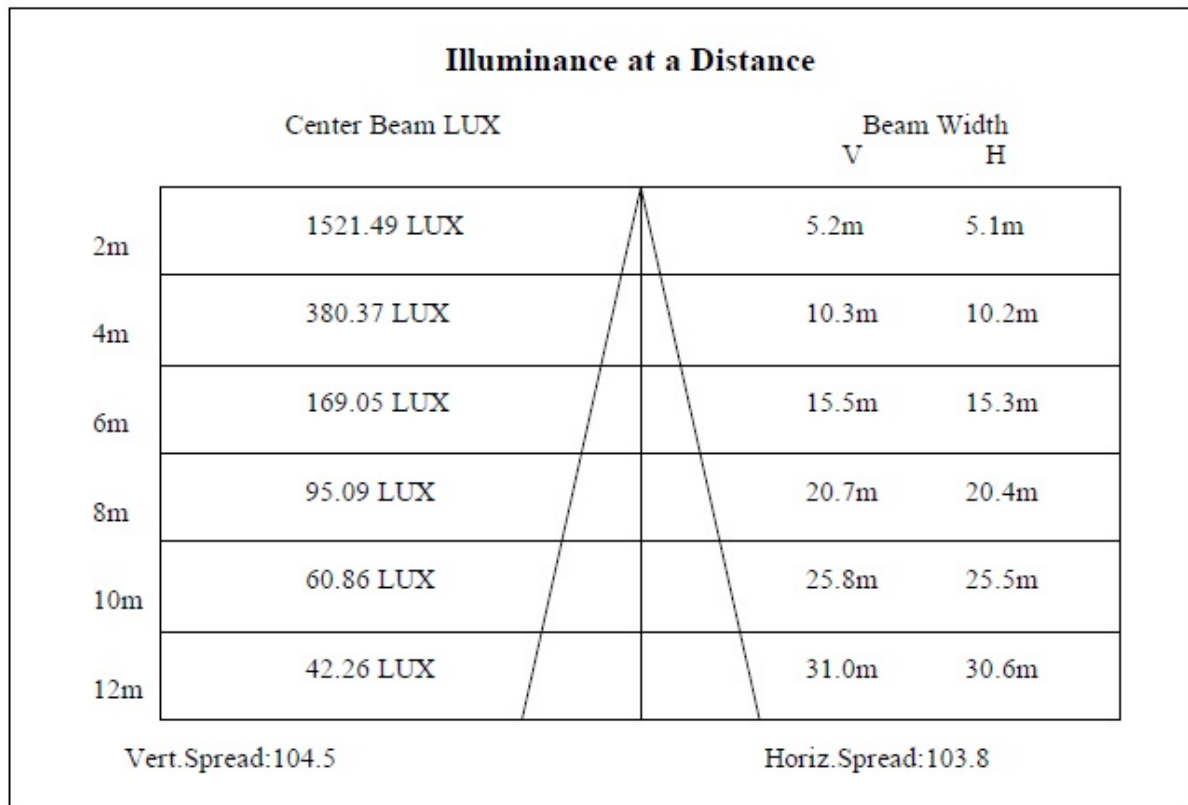 Illuminance at a Distance
Center Beam LUX Beam Width
V H
1521.49 LUX 5.2m 5.1m
2m
380.37 LUX 10.3m 10.2m
4m
169.05 LUX 15.5m 15.3m
6m
95.09 LUX 20.7m 20.4m
8m
60.86 LUX 25.8m 25.5m
10m
42.26 LUX 31.0m 30.6m
12m
Vert.Spread:104.5 Horiz.Spread:103.8